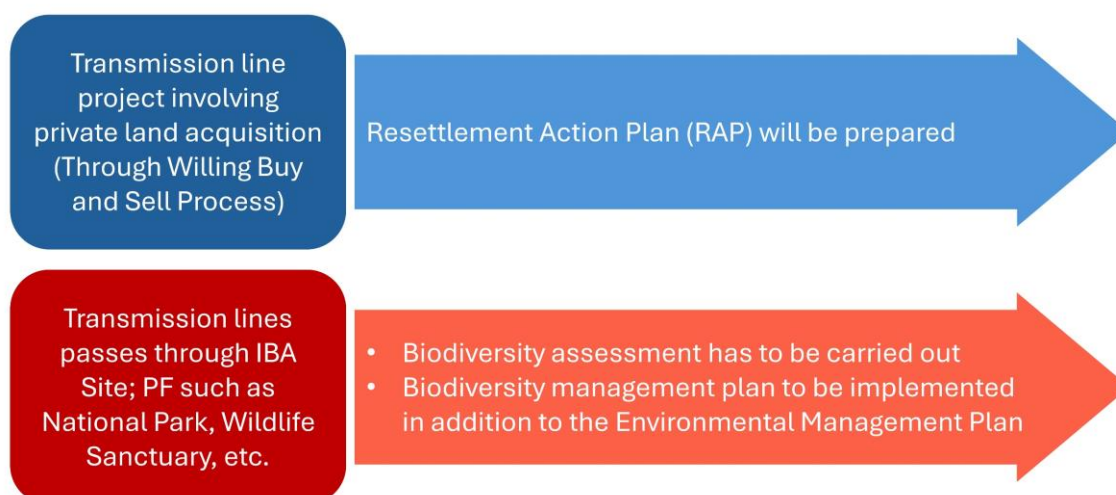 Transmission line
project involving
private land acquisition
(Through Willing Buy
and Sell Process)
Resettlement Action Plan (RAP) will be prepared
Transmission lines
passes through IBA
Site; PF such as
National Park, Wildlife
Sanctuary, etc.
• Biodiversity assessment has to be carried out
• Biodiversity management plan to be implemented
in addition to the Environmental Management Plan